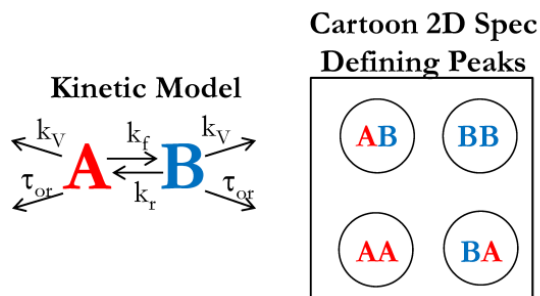 Kinetic Model
k_V k_f k_V
A B
τ_or k_r τ_or
Cartoon 2D Spec
Defining Peaks
AB BB
AA BA